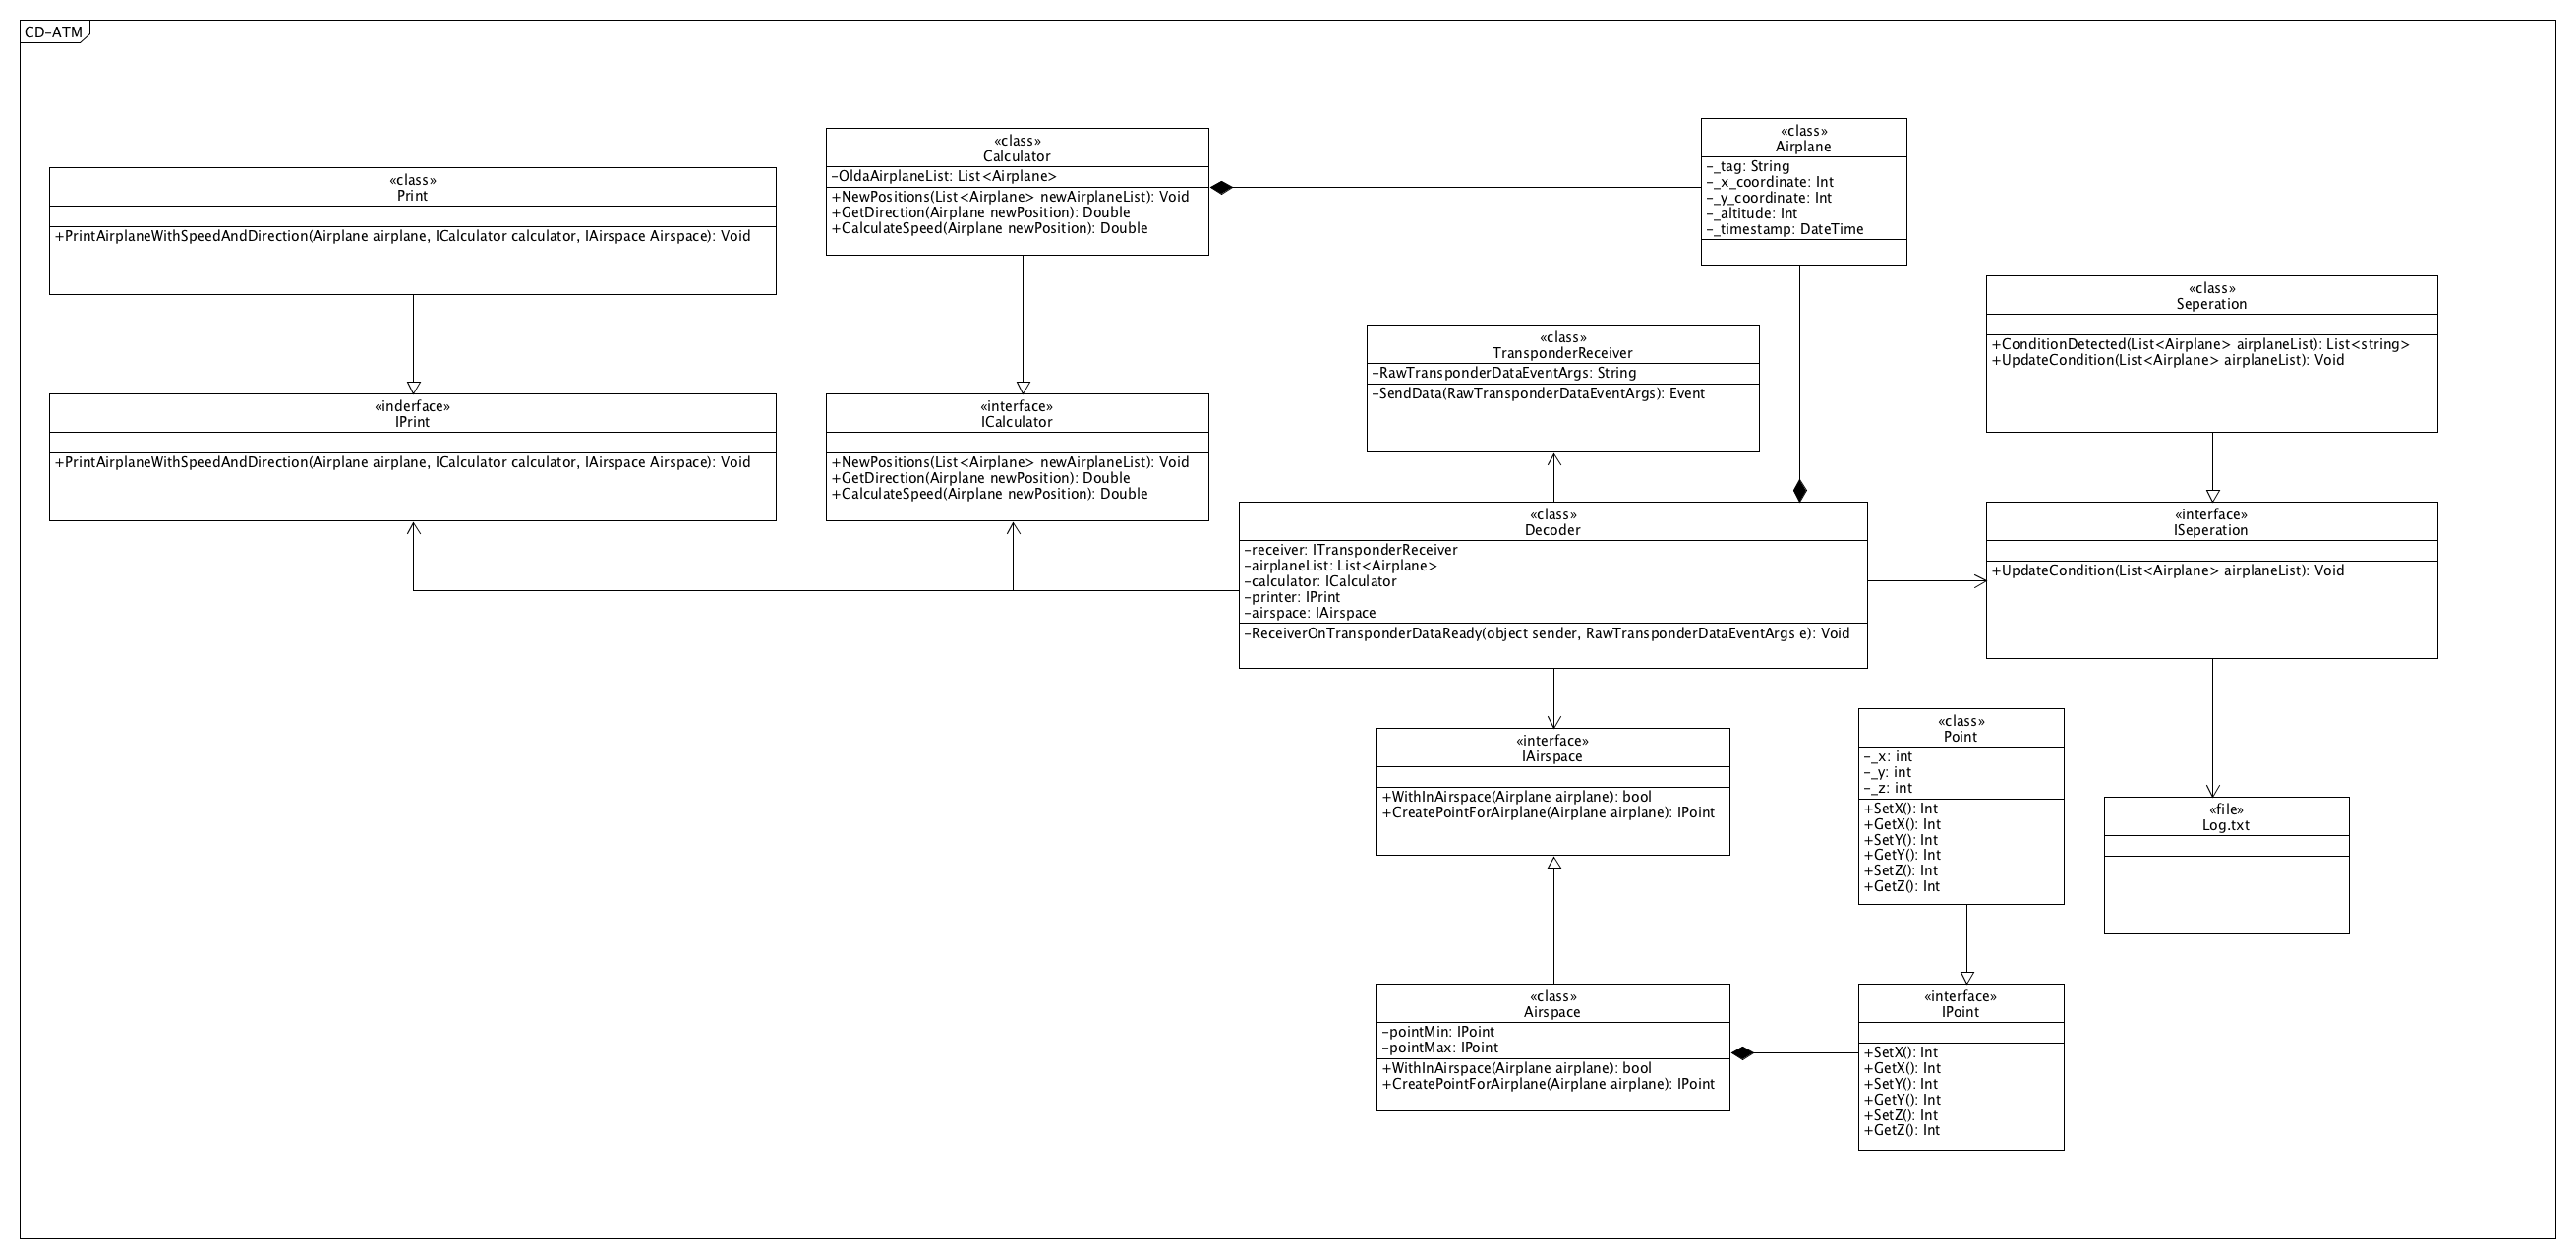 CD-ATM
«class»
Print
+PrintAirplaneWithSpeedAndDirection(Airplane airplane, ICalculator calculator, IAirspace Airspace): Void
«inderface»
IPrint
+PrintAirplaneWithSpeedAndDirection(Airplane airplane, ICalculator calculator, IAirspace Airspace): Void
«class»
Calculator
-OldaAirplaneList: List<Airplane>
+NewPositions(List<Airplane> newAirplaneList): Void
+GetDirection(Airplane newPosition): Double
+CalculateSpeed(Airplane newPosition): Double
«interface»
ICalculator
+NewPositions(List<Airplane> newAirplaneList): Void
+GetDirection(Airplane newPosition): Double
+CalculateSpeed(Airplane newPosition): Double
«class»
Airplane
-_tag: String
-_x_coordinate: Int
-_y_coordinate: Int
-_altitude: Int
-_timestamp: DateTime
«class»
TransponderReceiver
-RawTransponderDataEventArgs: String
-SendData(RawTransponderDataEventArgs): Event
«class»
Decoder
-receiver: ITransponderReceiver
-airplaneList: List<Airplane>
-calculator: ICalculator
-printer: IPrint
-airspace: IAirspace
-ReceiverOnTransponderDataReady(object sender, RawTransponderDataEventArgs e): Void
«class»
Seperation
+ConditionDetected(List<Airplane> airplaneList): List<string>
+UpdateCondition(List<Airplane> airplaneList): Void
«interface»
ISeperation
+UpdateCondition(List<Airplane> airplaneList): Void
«interface»
IAirspace
+WithInAirspace(Airplane airplane): bool
+CreatePointForAirplane(Airplane airplane): IPoint
«class»
Airspace
-pointMin: IPoint
-pointMax: IPoint
+WithInAirspace(Airplane airplane): bool
+CreatePointForAirplane(Airplane airplane): IPoint
«class»
Point
-_x: int
-_y: int
-_z: int
+SetX(): Int
+GetX(): Int
+SetY(): Int
+GetY(): Int
+SetZ(): Int
+GetZ(): Int
«interface»
IPoint
+SetX(): Int
+GetX(): Int
+SetY(): Int
+GetY(): Int
+SetZ(): Int
+GetZ(): Int
«file»
Log.txt